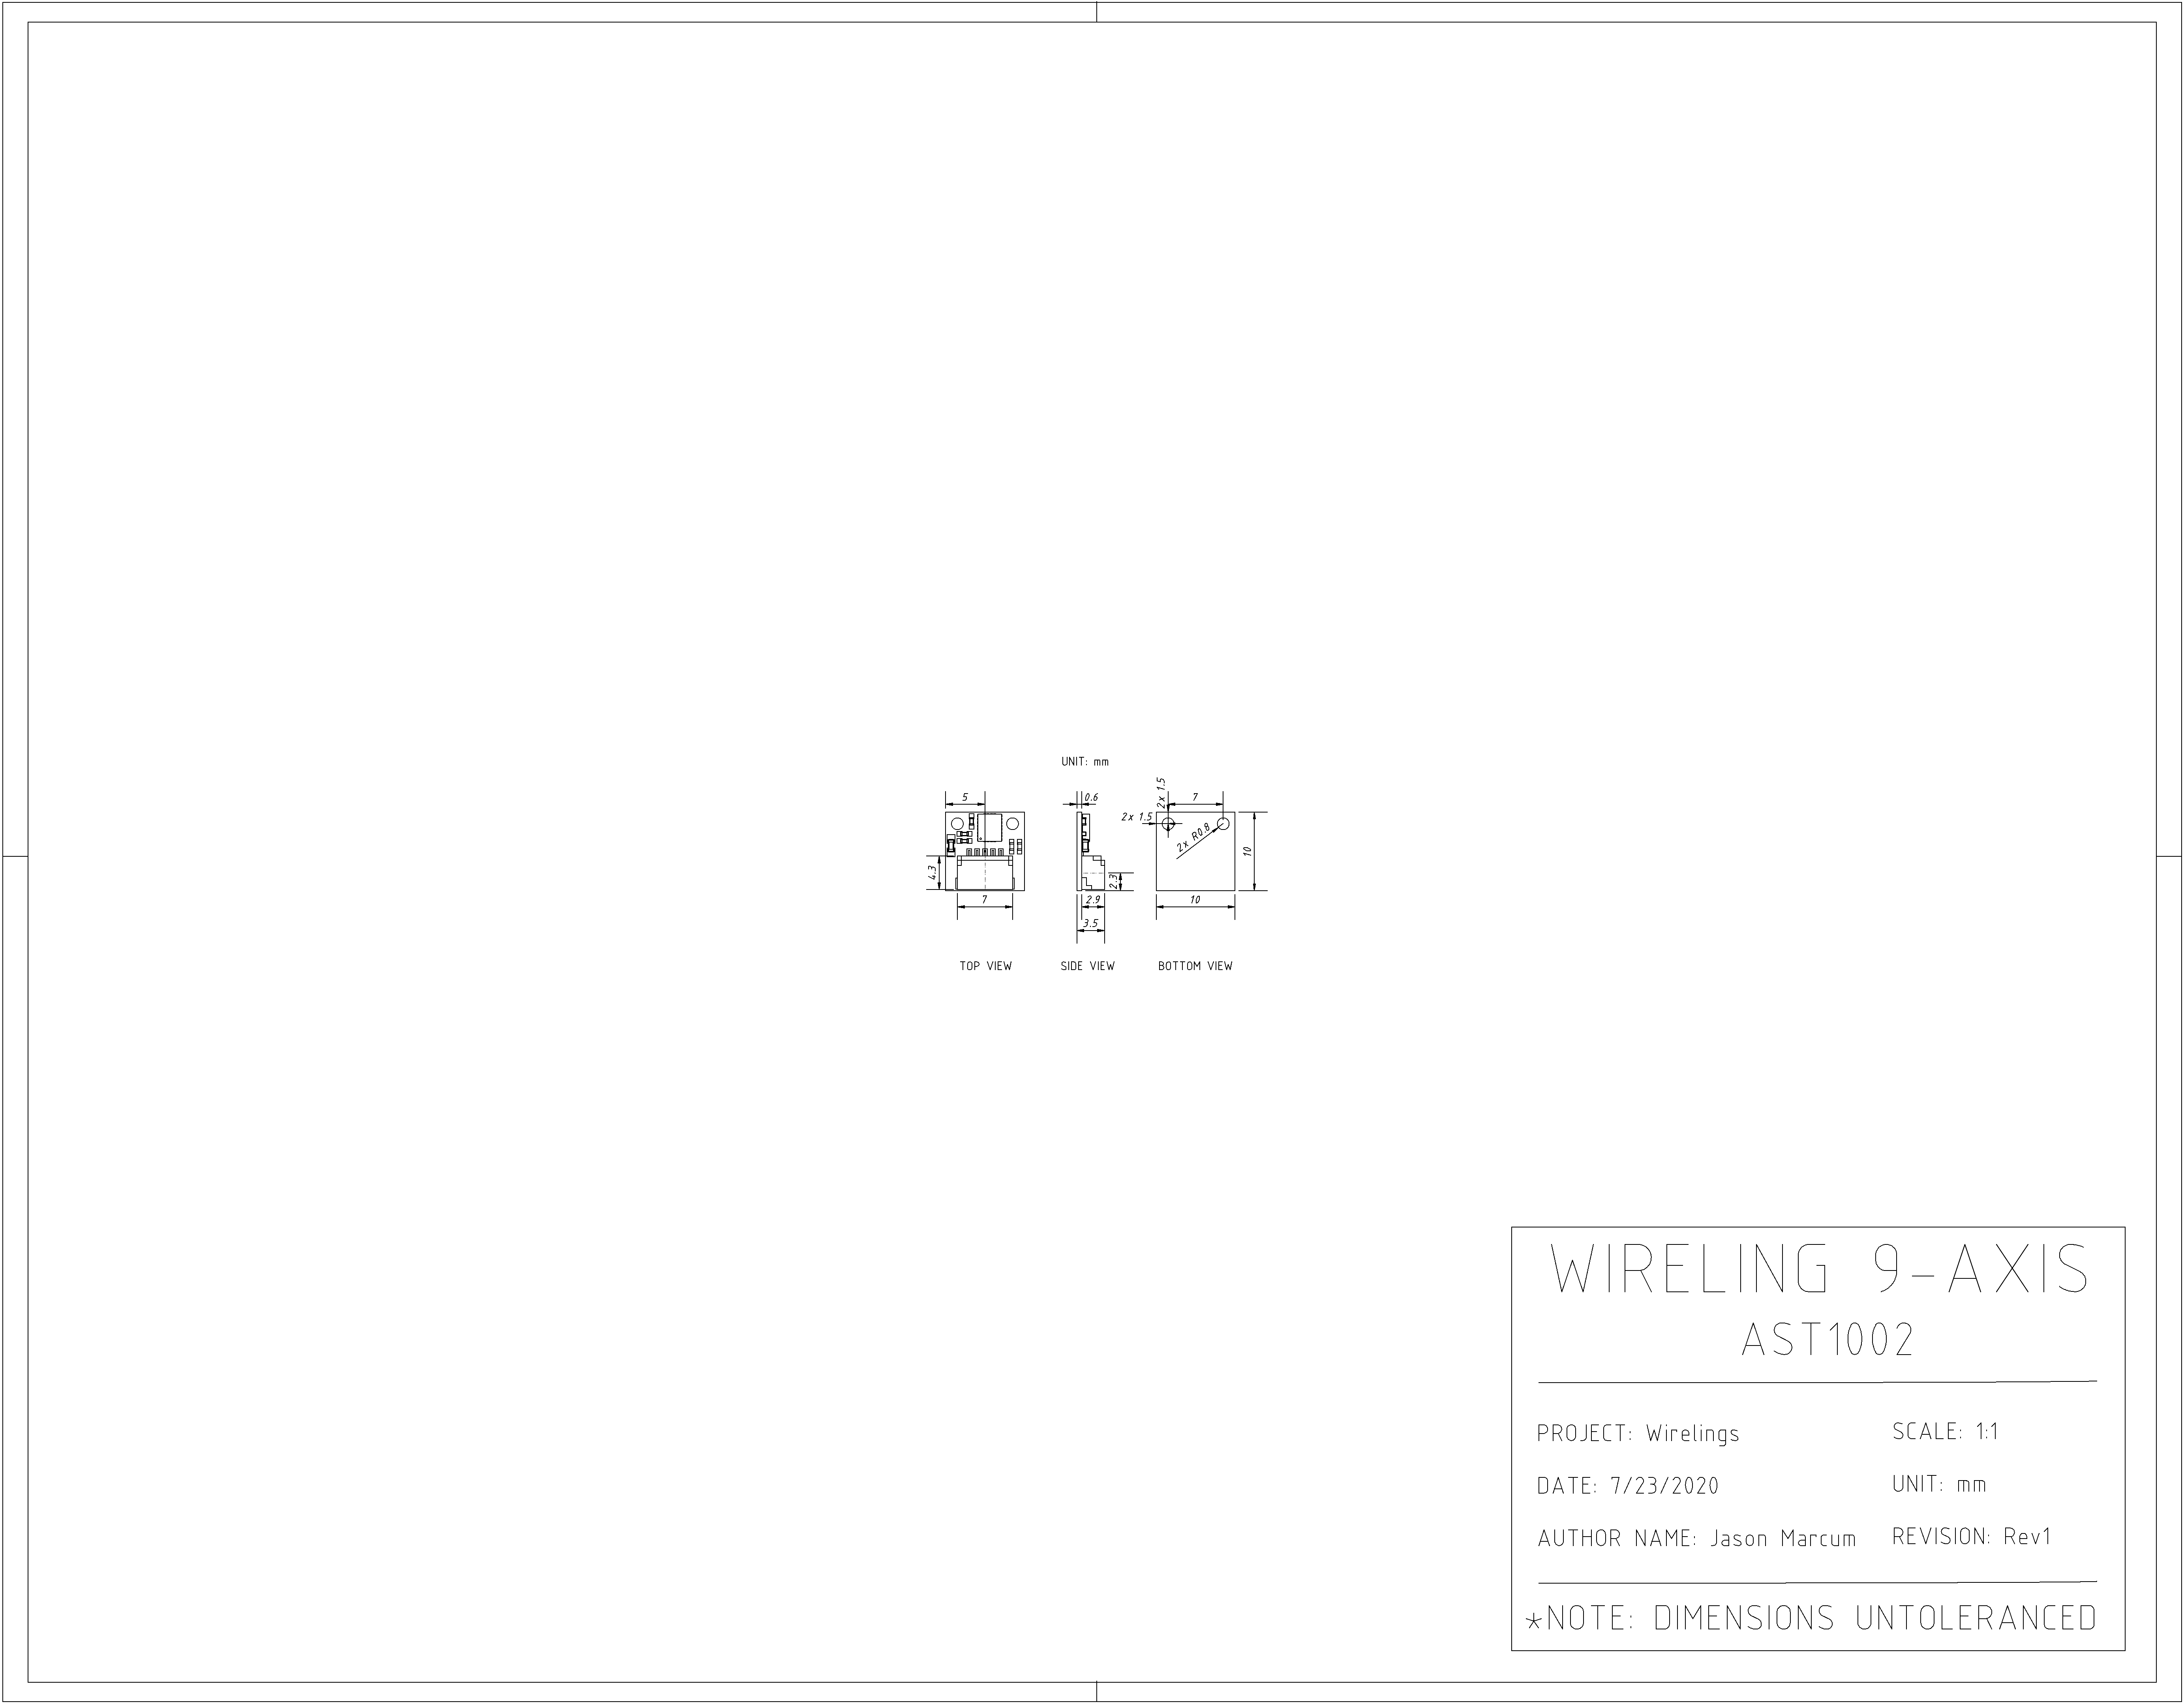 UNIT: mm
5
0.6
2x 1.5
7
2x 1.5
2x R0.8
10
4.3
2.3
7
2.9
10
3.5
TOP VIEW
SIDE VIEW
BOTTOM VIEW
WIRELING 9-AXIS
AST1002
PROJECT: Wirelings
SCALE: 1:1
DATE: 7/23/2020
UNIT: mm
AUTHOR NAME: Jason Marcum
REVISION: Rev1
*NOTE: DIMENSIONS UNTOLERANCED